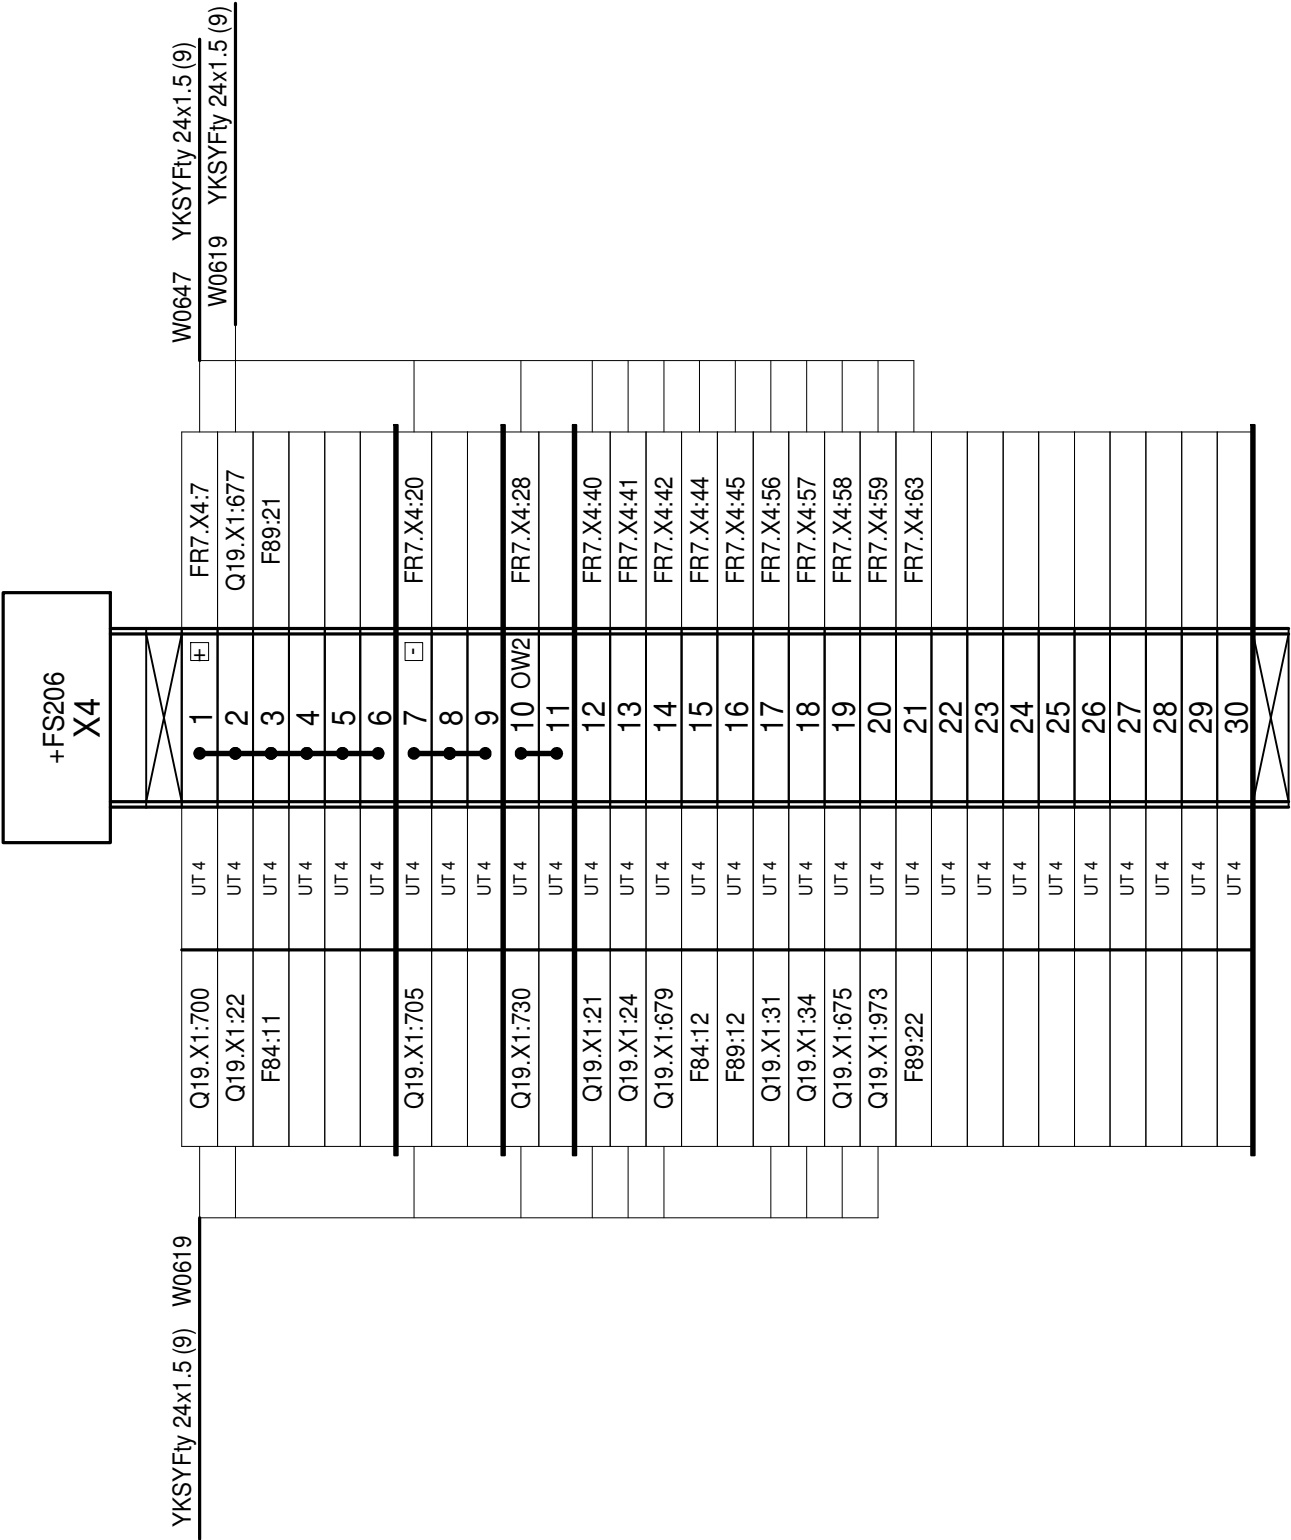 +FS206
X4
W0647 YKSYFty 24x1.5 (9)
W0619 YKSYFty 24x1.5 (9)
YKSYFty 24x1.5 (9) W0619
Q19.X1:700 UT 4 1 + FR7.X4:7
Q19.X1:22 UT 4 2 Q19.X1:677
F84:11 UT 4 3 F89:21
UT 4 4
UT 4 5
UT 4 6
Q19.X1:705 UT 4 7 - FR7.X4:20
UT 4 8
UT 4 9
Q19.X1:730 UT 4 10 OW2 FR7.X4:28
UT 4 11
Q19.X1:21 UT 4 12 FR7.X4:40
Q19.X1:24 UT 4 13 FR7.X4:41
Q19.X1:679 UT 4 14 FR7.X4:42
F84:12 UT 4 15 FR7.X4:44
F89:12 UT 4 16 FR7.X4:45
Q19.X1:31 UT 4 17 FR7.X4:56
Q19.X1:34 UT 4 18 FR7.X4:57
Q19.X1:675 UT 4 19 FR7.X4:58
Q19.X1:973 UT 4 20 FR7.X4:59
F89:22 UT 4 21 FR7.X4:63
UT 4 22
UT 4 23
UT 4 24
UT 4 25
UT 4 26
UT 4 27
UT 4 28
UT 4 29
UT 4 30